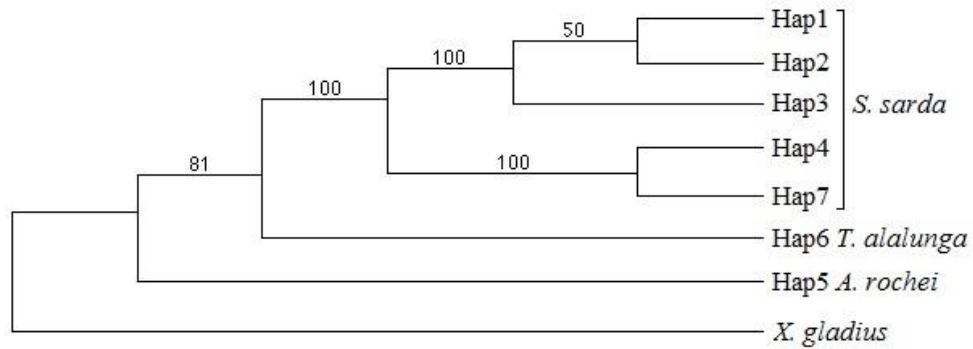 50 Hap1
100
Hap2
100
Hap3 S. sarda
Hap4
81 100
Hap7
Hap6 T. alalunga
Hap5 A. rochei
X. gladius